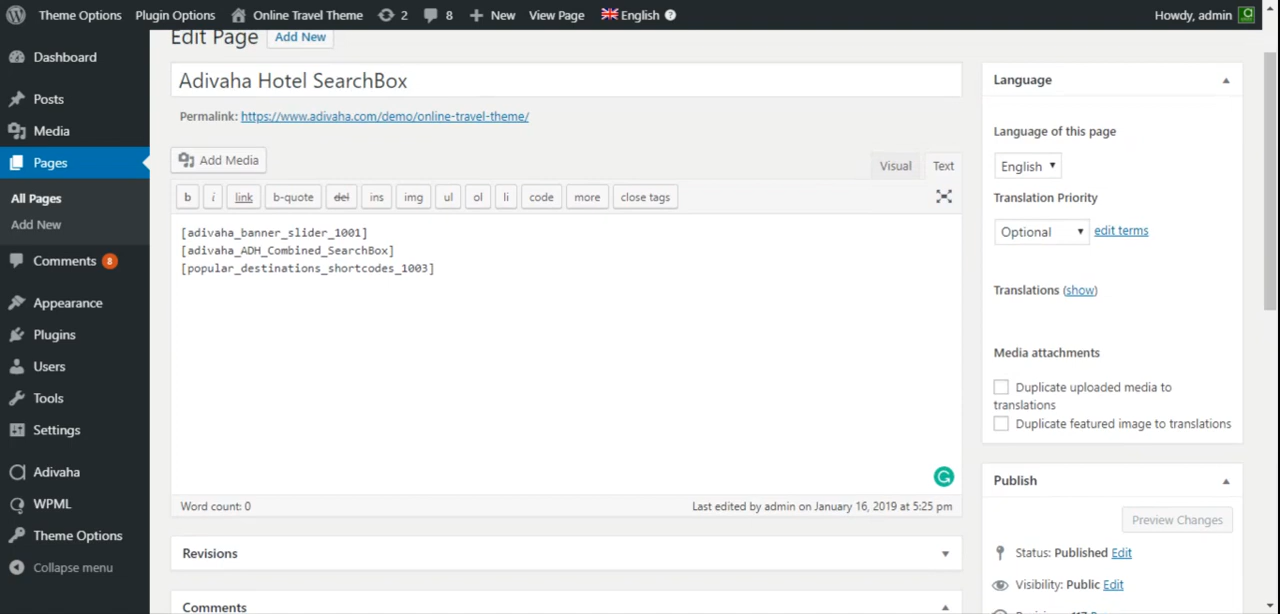 Theme Options Plugin Options Online Travel Theme 2 8 New View Page English Howdy, admin
Edit Page Add New
Dashboard
Posts
Media
Pages
All Pages
Add New
Comments 8
Appearance
Plugins
Users
Tools
Settings
Adivaha
WPML
Theme Options
Collapse menu
Adivaha Hotel SearchBox
Permalink: https://www.adivaha.com/demo/online-travel-theme/
Add Media
Visual Text
b i link b-quote del ins img ul ol li code more close tags
[adivaha_banner_slider_1001]
[adivaha_ADH_Combined_SearchBox]
[popular_destinations_shortcodes_1003]
Word count: 0 Last edited by admin on January 16, 2019 at 5:25 pm
Revisions
Comments
Language
Language of this page
English
Translation Priority
Optional edit terms
Translations (show)
Media attachments
Duplicate uploaded media to
translations
Duplicate featured image to translations
Publish
Preview Changes
Status: Published Edit
Visibility: Public Edit